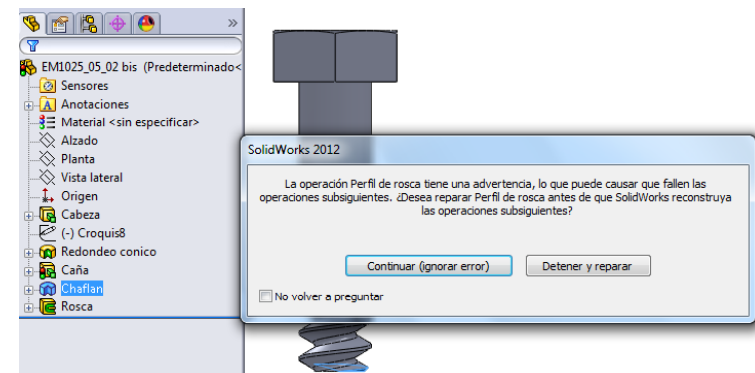 »
EM1025_05_02 bis (Predeterminado<
Sensores
A Anotaciones
Material <sin especificar>
Alzado
Planta
Vista lateral
Origen
Cabeza
(-) Croquis8
Redondeo conico
Caña
Chaflan
Rosca
SolidWorks 2012
La operación Perfil de rosca tiene una advertencia, lo que puede causar que fallen las
operaciones subsiguientes. ¿Desea reparar Perfil de rosca antes de que SolidWorks reconstruya
las operaciones subsiguientes?
Continuar (ignorar error) Detener y reparar
No volver a preguntar